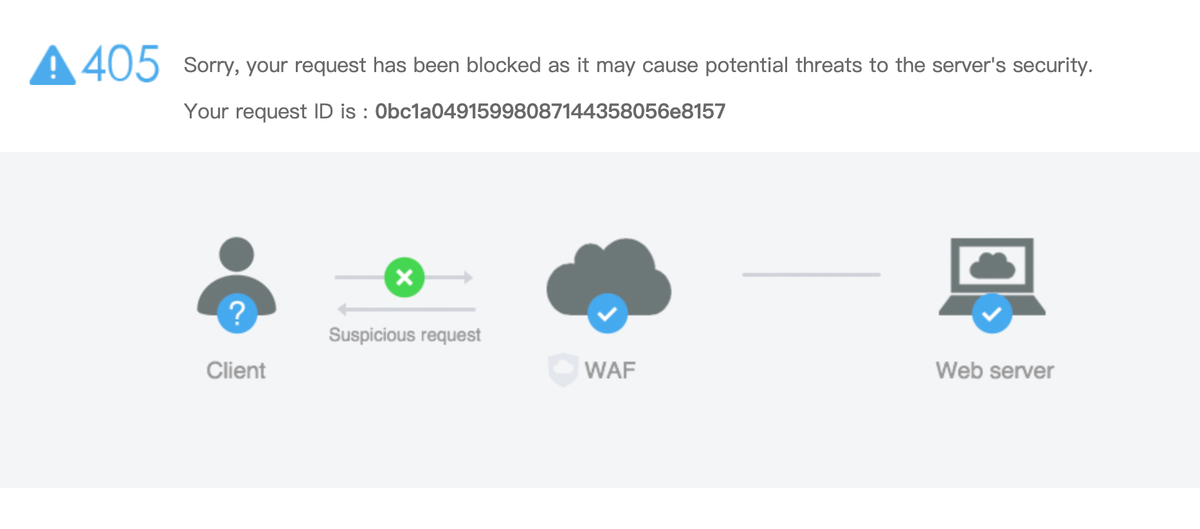 405
Sorry, your request has been blocked as it may cause potential threats to the server's security.
Your request ID is : 0bc1a04915998087144358056e8157
?
Suspicious request
Client
WAF
Web server